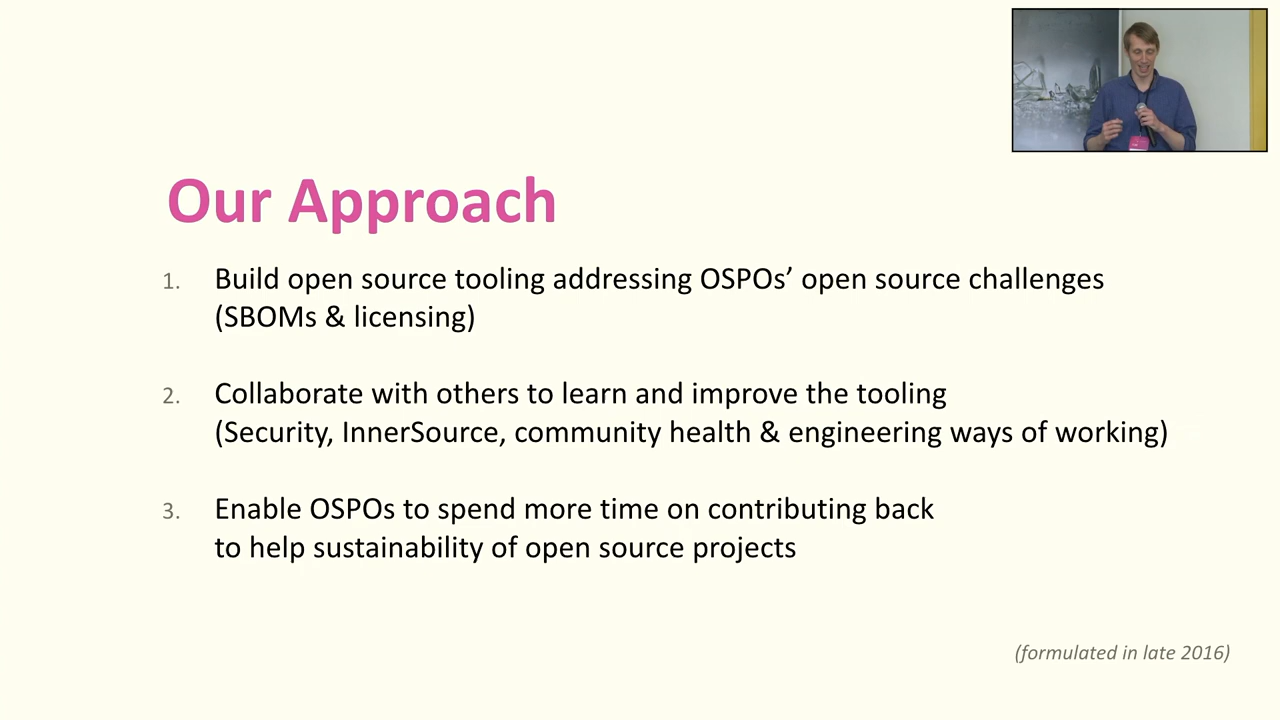 Our Approach
1. Build open source tooling addressing OSPOs’ open source challenges
(SBOMs & licensing)
2. Collaborate with others to learn and improve the tooling
(Security, InnerSource, community health & engineering ways of working)
3. Enable OSPOs to spend more time on contributing back
to help sustainability of open source projects
(formulated in late 2016)